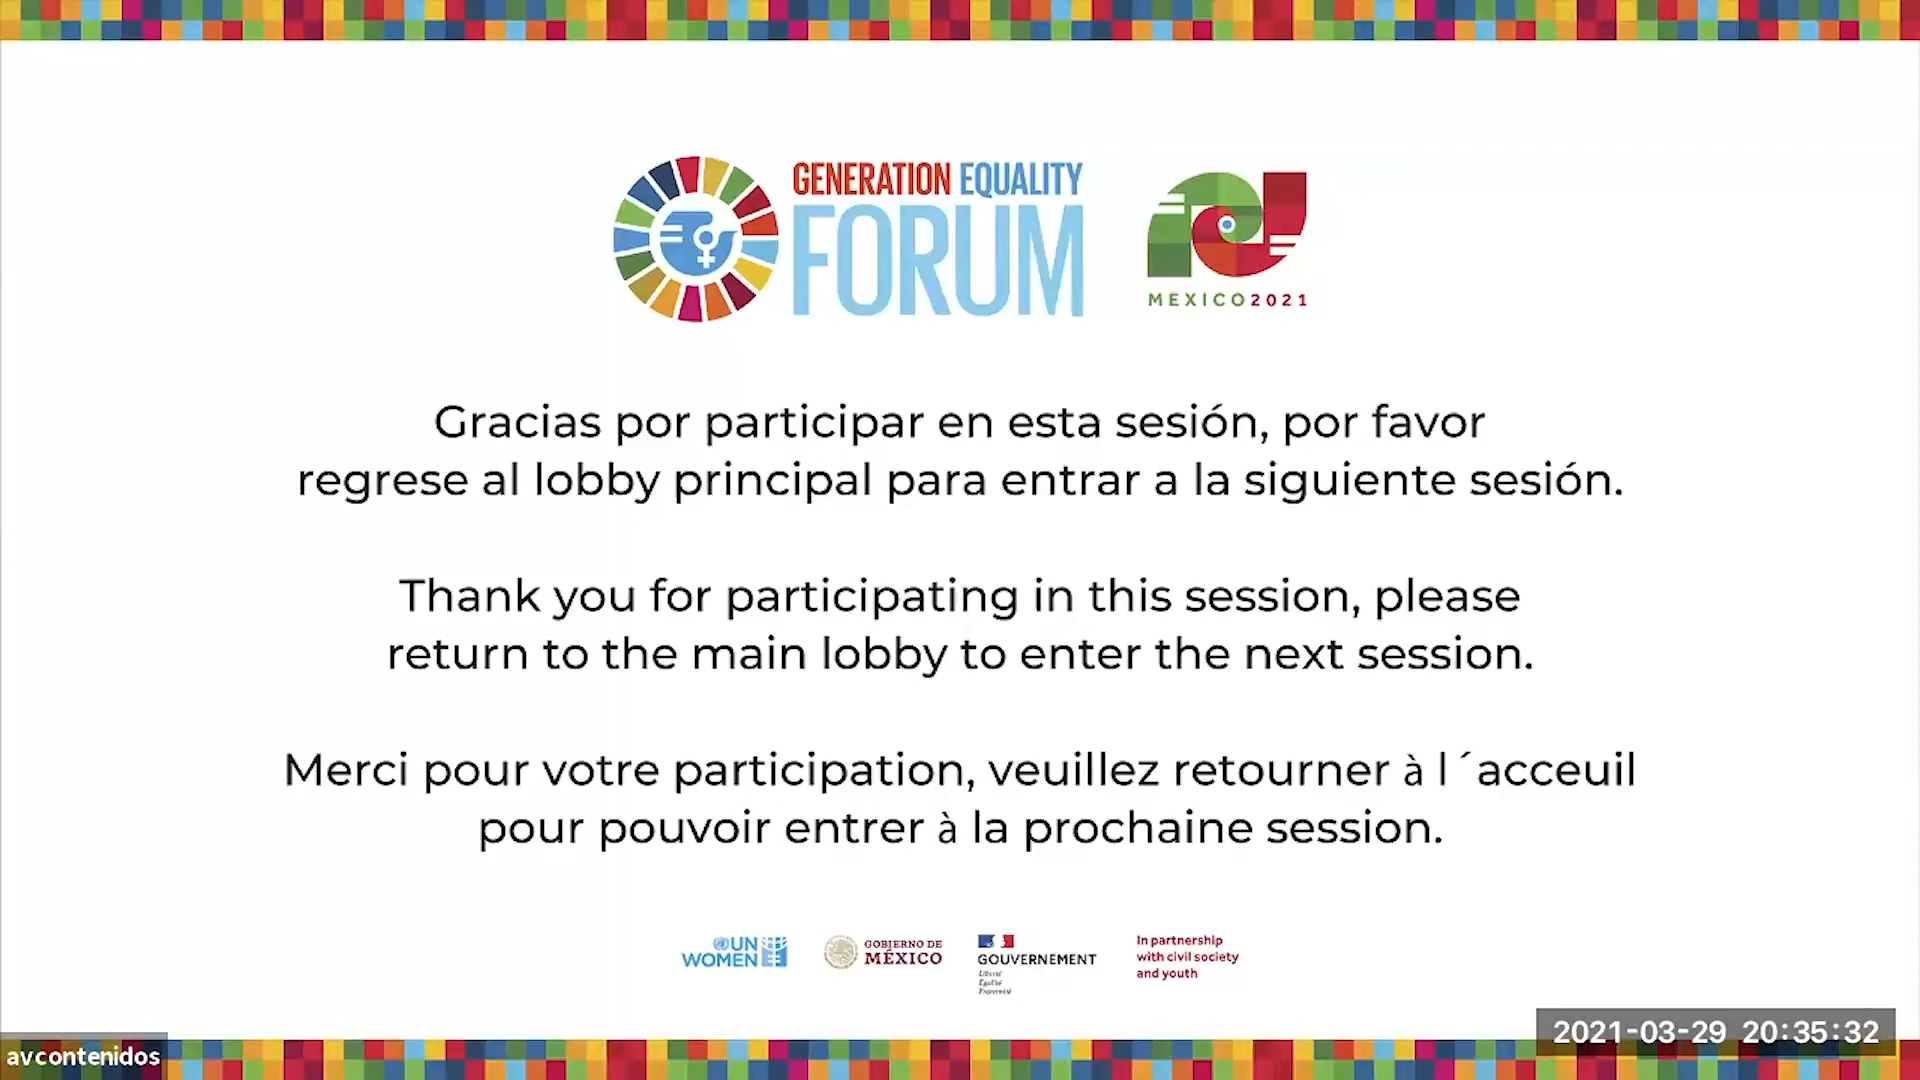 GENERATION EQUALITY
FORUM
MEXICO2021
Gracias por participar en esta sesión, por favor
regrese al lobby principal para entrar a la siguiente sesión.
Thank you for participating in this session, please
return to the main lobby to enter the next session.
Merci pour votre participation, veuillez retourner à l´acceuil
pour pouvoir entrer à la prochaine session.
UN
WOMEN
GOBIERNO DE
MÉXICO
GOUVERNEMENT
Liberté
Égalité
Fraternité
In partnership
with civil society
and youth
2021-03-29 20:35:32
avcontenidos